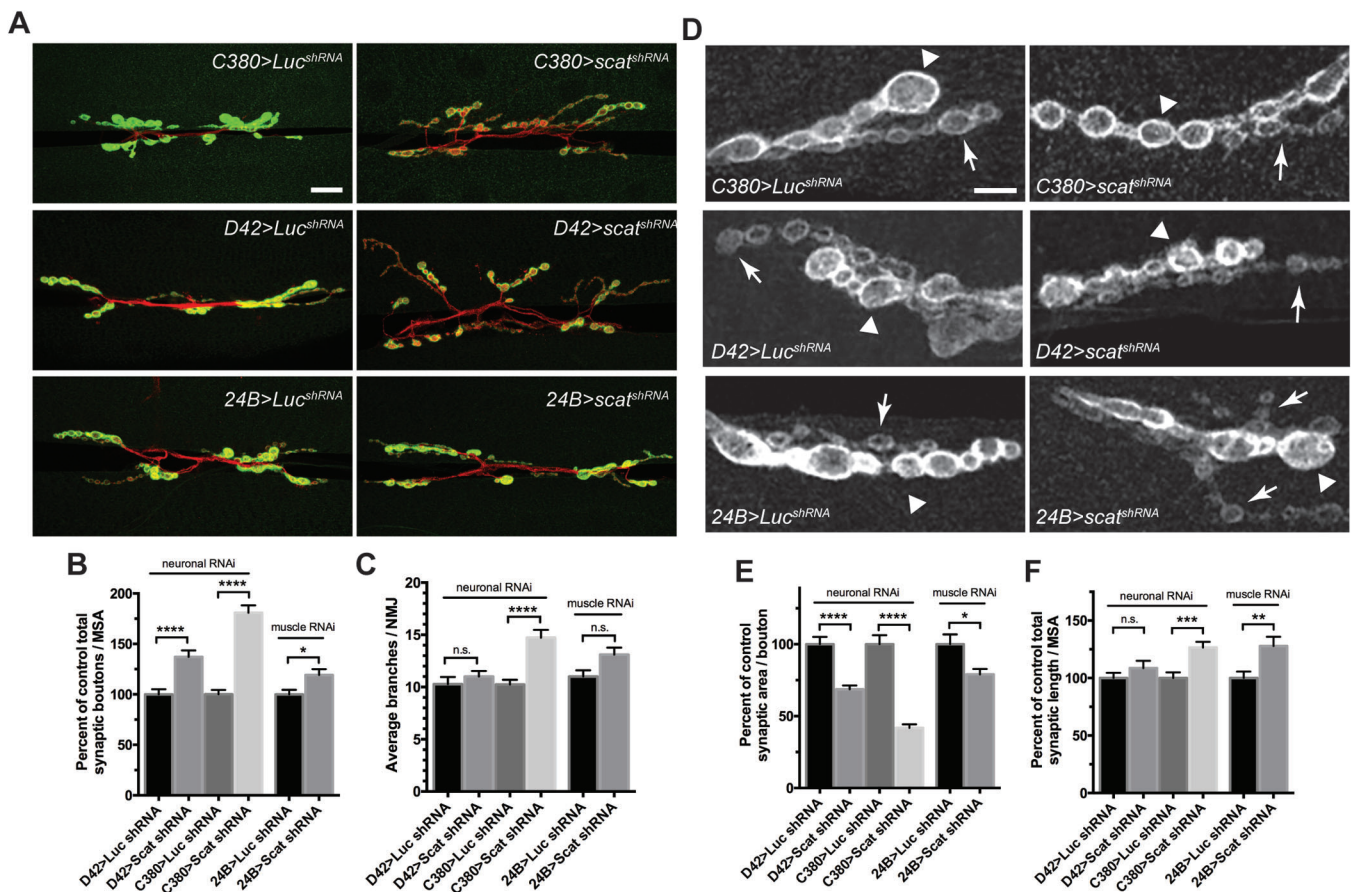 A
C380>Luc^shRNA
C380>scat^shRNA
D42>Luc^shRNA
D42>scat^shRNA
24B>Luc^shRNA
24B>scat^shRNA
D
C380>Luc^shRNA
C380>scat^shRNA
D42>Luc^shRNA
D42>scat^shRNA
24B>Luc^shRNA
24B>scat^shRNA
B
Percent of control total
synaptic boutons / MSA
200
150
100
50
0
neuronal RNAi
muscle RNAi
****
****
*
D42>Luc shRNA
D42>Scat shRNA
C380>Luc shRNA
C380>Scat shRNA
24B>Luc shRNA
24B>Scat shRNA
C
Average branches / NMJ
20
15
10
5
0
neuronal RNAi
muscle RNAi
n.s.
****
n.s.
D42>Luc shRNA
D42>Scat shRNA
C380>Luc shRNA
C380>Scat shRNA
24B>Luc shRNA
24B>Scat shRNA
E
Percent of control
synaptic area / bouton
100
50
0
neuronal RNAi
muscle RNAi
****
****
*
D42>Luc shRNA
D42>Scat shRNA
C380>Luc shRNA
C380>Scat shRNA
24B>Luc shRNA
24B>Scat shRNA
F
Percent of control total
synaptic length / MSA
150
100
50
0
neuronal RNAi
muscle RNAi
n.s.
***
**
D42>Luc shRNA
D42>Scat shRNA
C380>Luc shRNA
C380>Scat shRNA
24B>Luc shRNA
24B>Scat shRNA